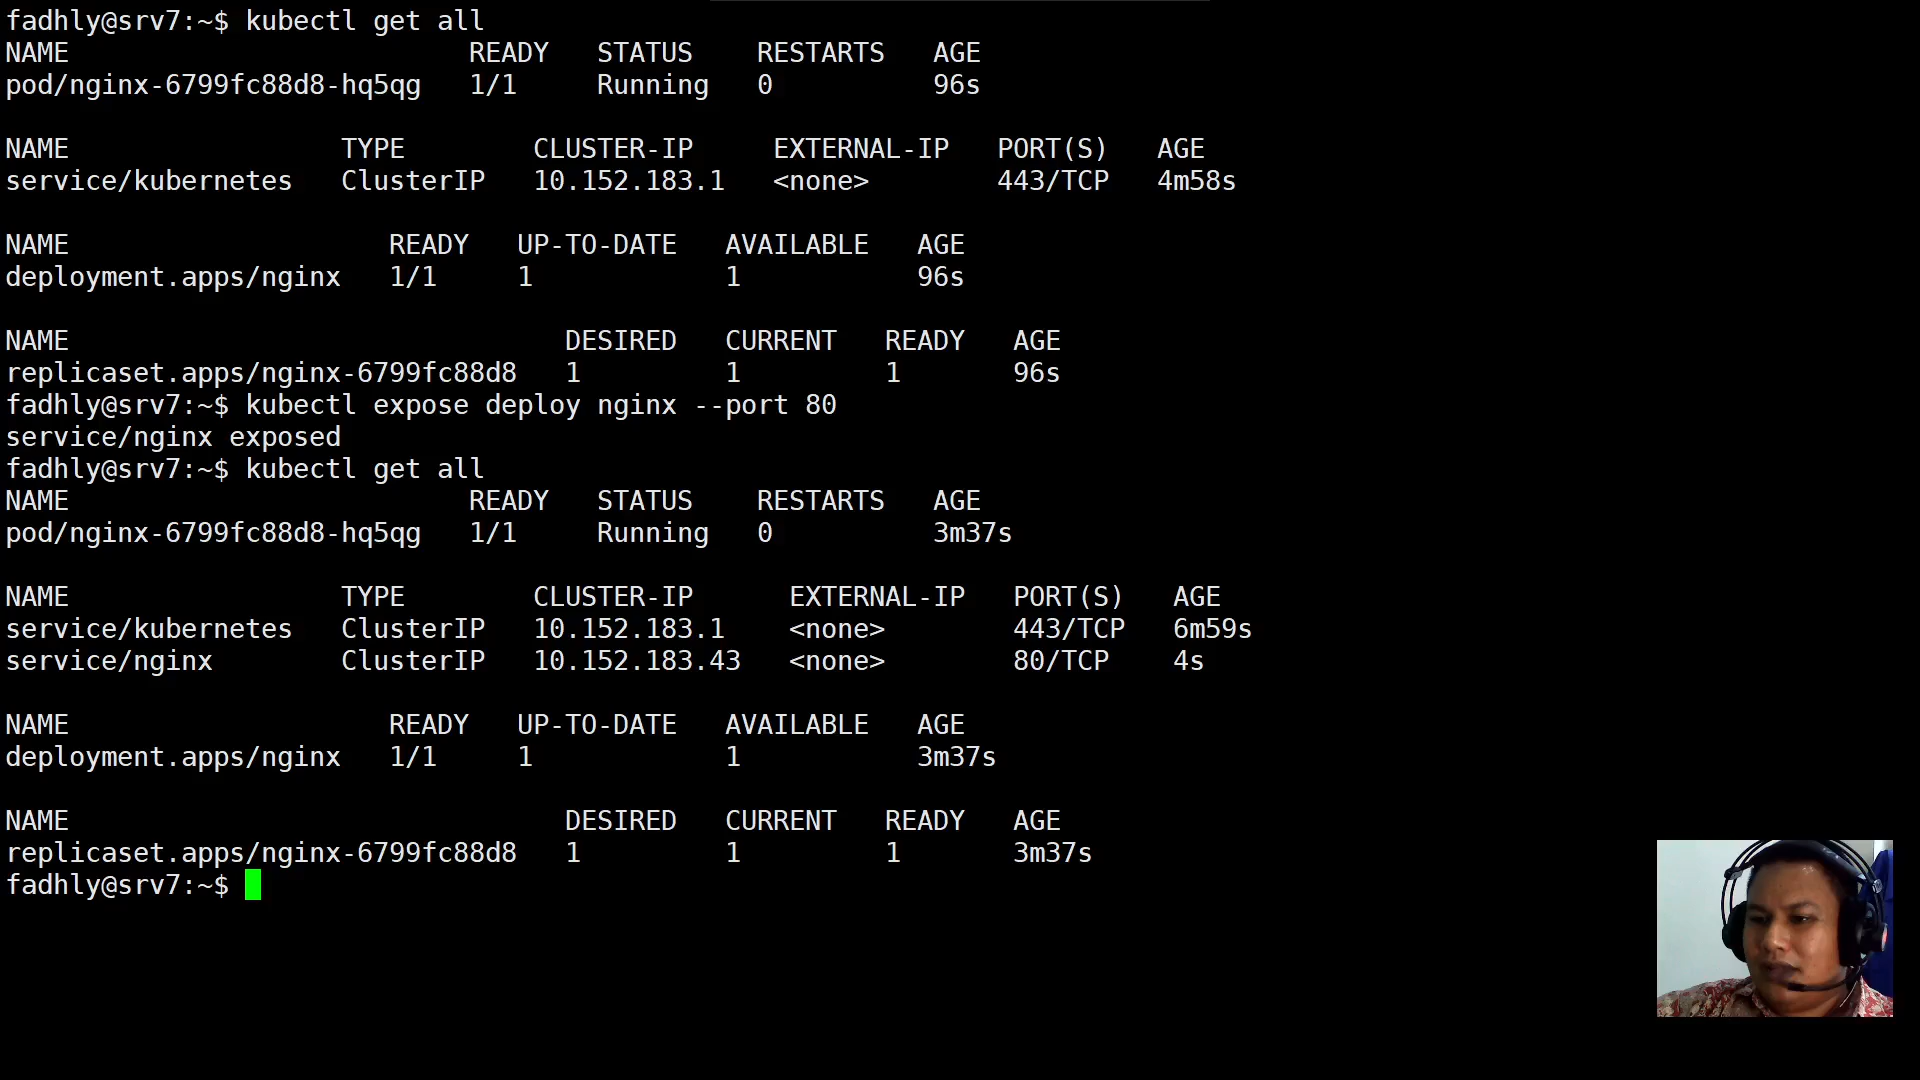 fadhly@srv7:~$ kubectl get all
NAME                         READY   STATUS    RESTARTS   AGE
pod/nginx-6799fc88d8-hq5qg   1/1     Running   0          96s

NAME                 TYPE        CLUSTER-IP     EXTERNAL-IP   PORT(S)   AGE
service/kubernetes   ClusterIP   10.152.183.1   <none>        443/TCP   4m58s

NAME                    READY   UP-TO-DATE   AVAILABLE   AGE
deployment.apps/nginx   1/1     1            1           96s

NAME                               DESIRED   CURRENT   READY   AGE
replicaset.apps/nginx-6799fc88d8   1         1         1       96s
fadhly@srv7:~$ kubectl expose deploy nginx --port 80
service/nginx exposed
fadhly@srv7:~$ kubectl get all
NAME                         READY   STATUS    RESTARTS   AGE
pod/nginx-6799fc88d8-hq5qg   1/1     Running   0          3m37s

NAME                 TYPE        CLUSTER-IP      EXTERNAL-IP   PORT(S)   AGE
service/kubernetes   ClusterIP   10.152.183.1    <none>        443/TCP   6m59s
service/nginx        ClusterIP   10.152.183.43   <none>        80/TCP    4s

NAME                    READY   UP-TO-DATE   AVAILABLE   AGE
deployment.apps/nginx   1/1     1            1           3m37s

NAME                               DESIRED   CURRENT   READY   AGE
replicaset.apps/nginx-6799fc88d8   1         1         1       3m37s
fadhly@srv7:~$